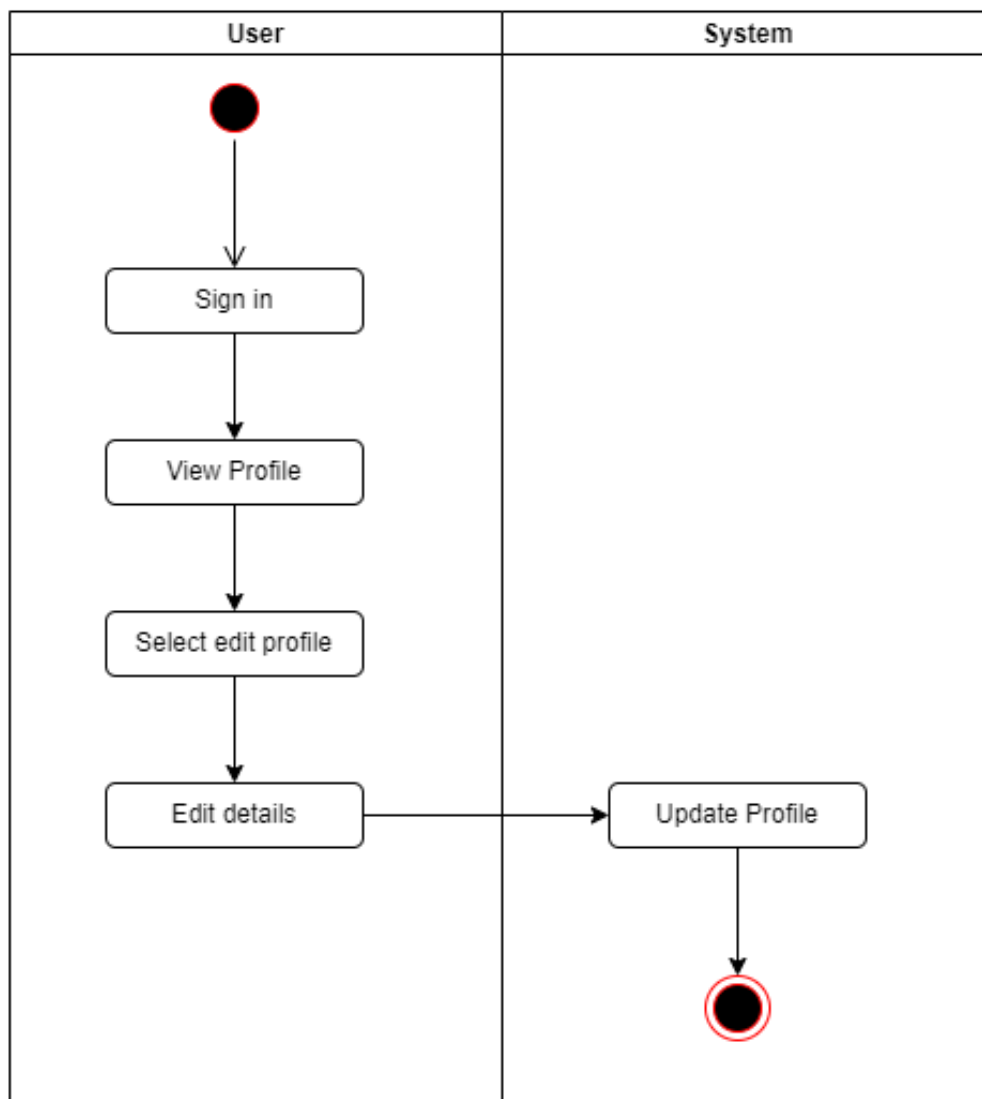 User
System
Sign in
View Profile
Select edit profile
Edit details
Update Profile